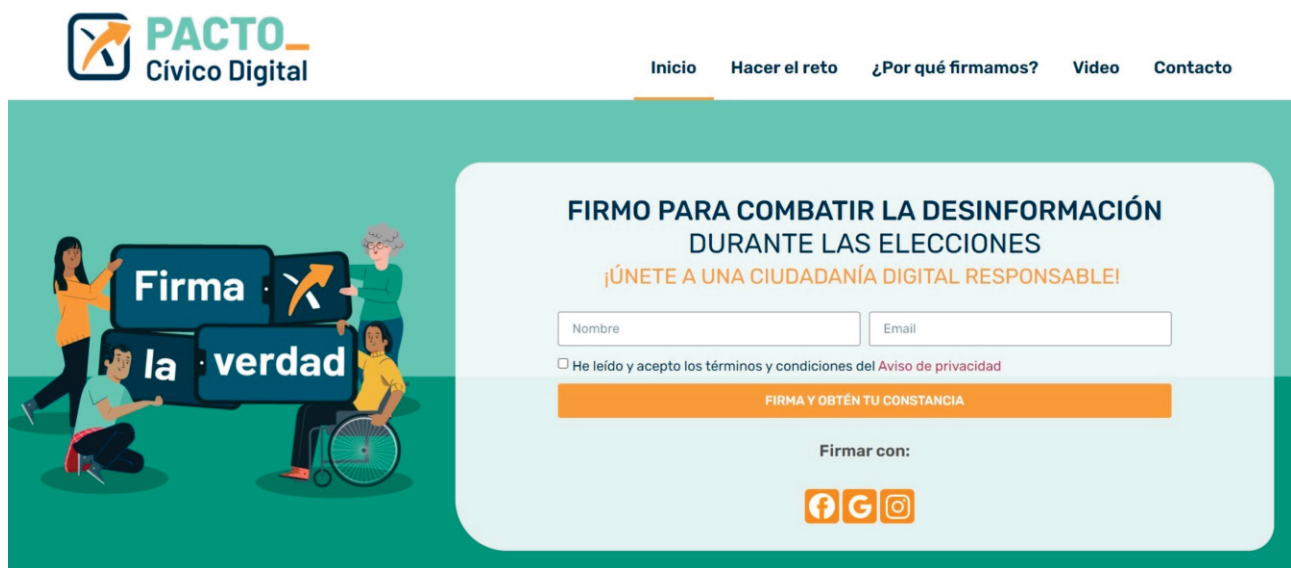 PACTO_
Cívico Digital
Inicio Hacer el reto ¿Por qué firmamos? Video Contacto
Firma
la verdad
FIRMO PARA COMBATIR LA DESINFORMACIÓN
DURANTE LAS ELECCIONES
¡ÚNETE A UNA CIUDADANÍA DIGITAL RESPONSABLE!
Nombre Email
He leído y acepto los términos y condiciones del Aviso de privacidad
FIRMA Y OBTÉN TU CONSTANCIA
Firmar con: